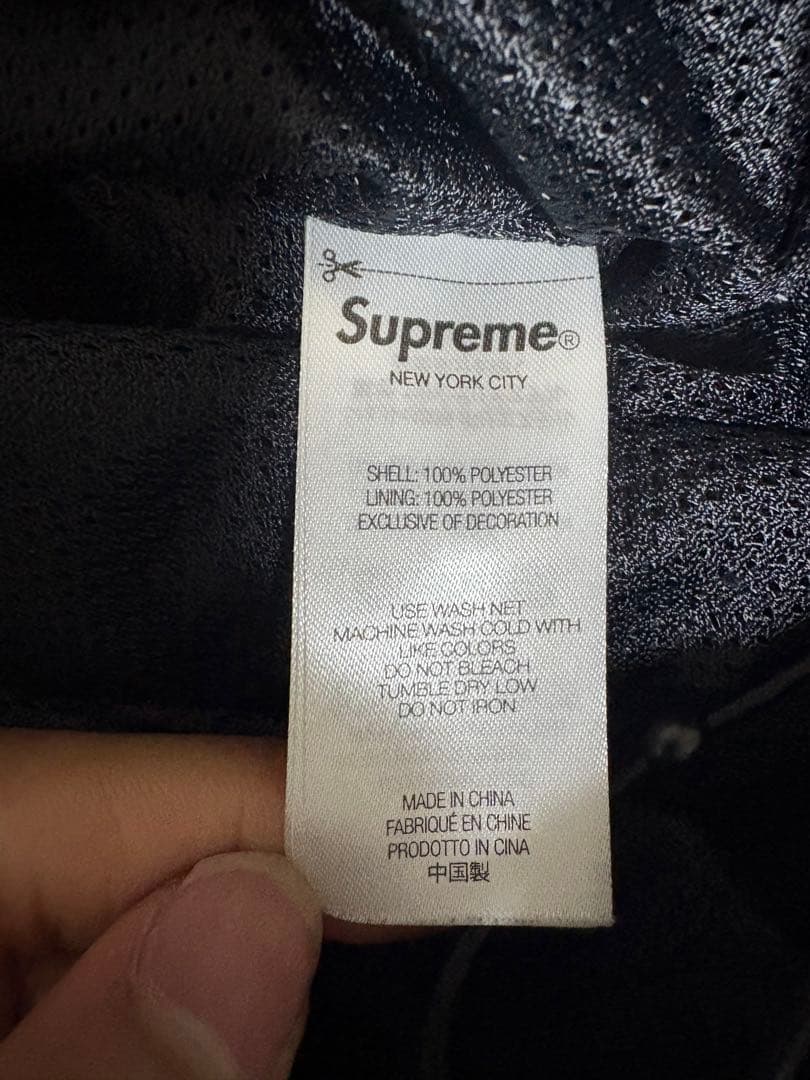 Supreme®
NEW YORK CITY
SHELL: 100% POLYESTER
LINING: 100% POLYESTER
EXCLUSIVE OF DECORATION
USE WASH NET
MACHINE WASH COLD WITH
LIKE COLORS
DO NOT BLEACH
TUMBLE DRY LOW
DO NOT IRON
MADE IN CHINA
FABRIQUÉ EN CHINE
PRODOTTO IN CINA
中国製